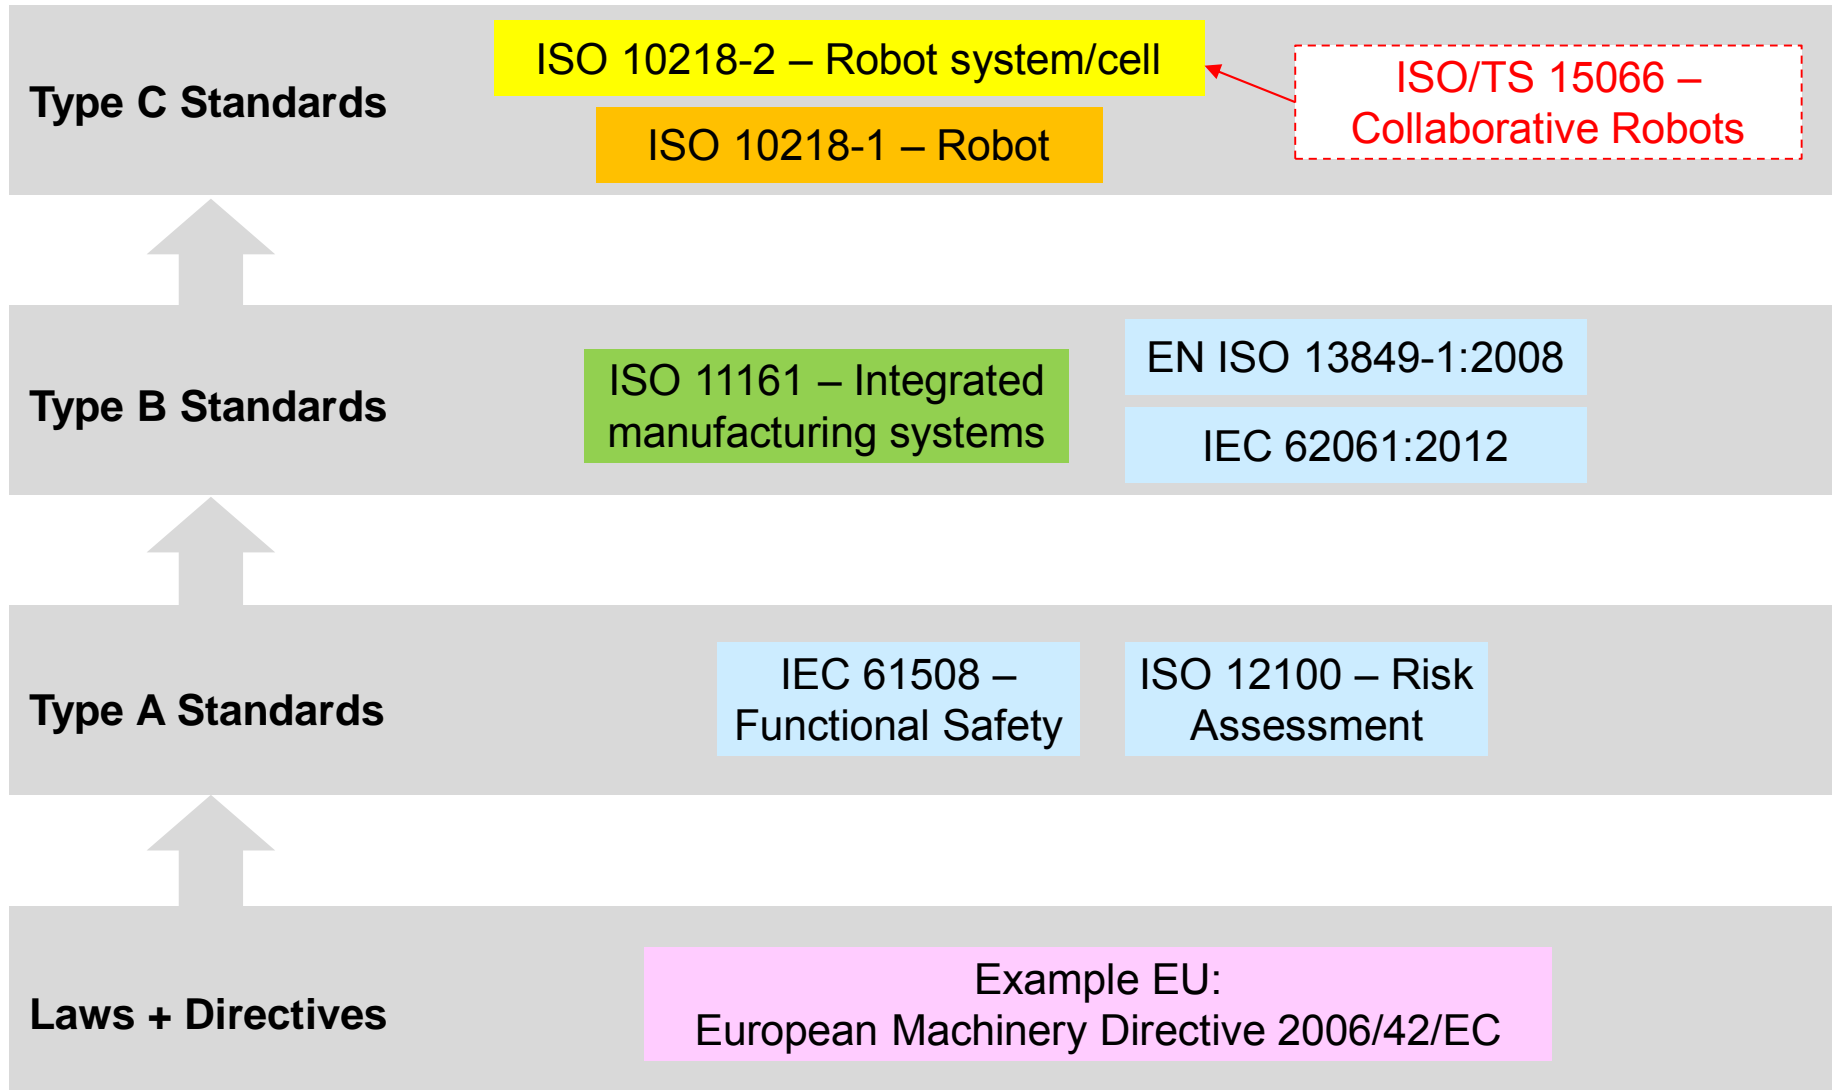 Type C Standards
ISO 10218-2 – Robot system/cell
ISO 10218-1 – Robot
ISO/TS 15066 –
Collaborative Robots
Type B Standards
ISO 11161 – Integrated
manufacturing systems
EN ISO 13849-1:2008
IEC 62061:2012
Type A Standards
IEC 61508 –
Functional Safety
ISO 12100 – Risk
Assessment
Laws + Directives
Example EU:
European Machinery Directive 2006/42/EC